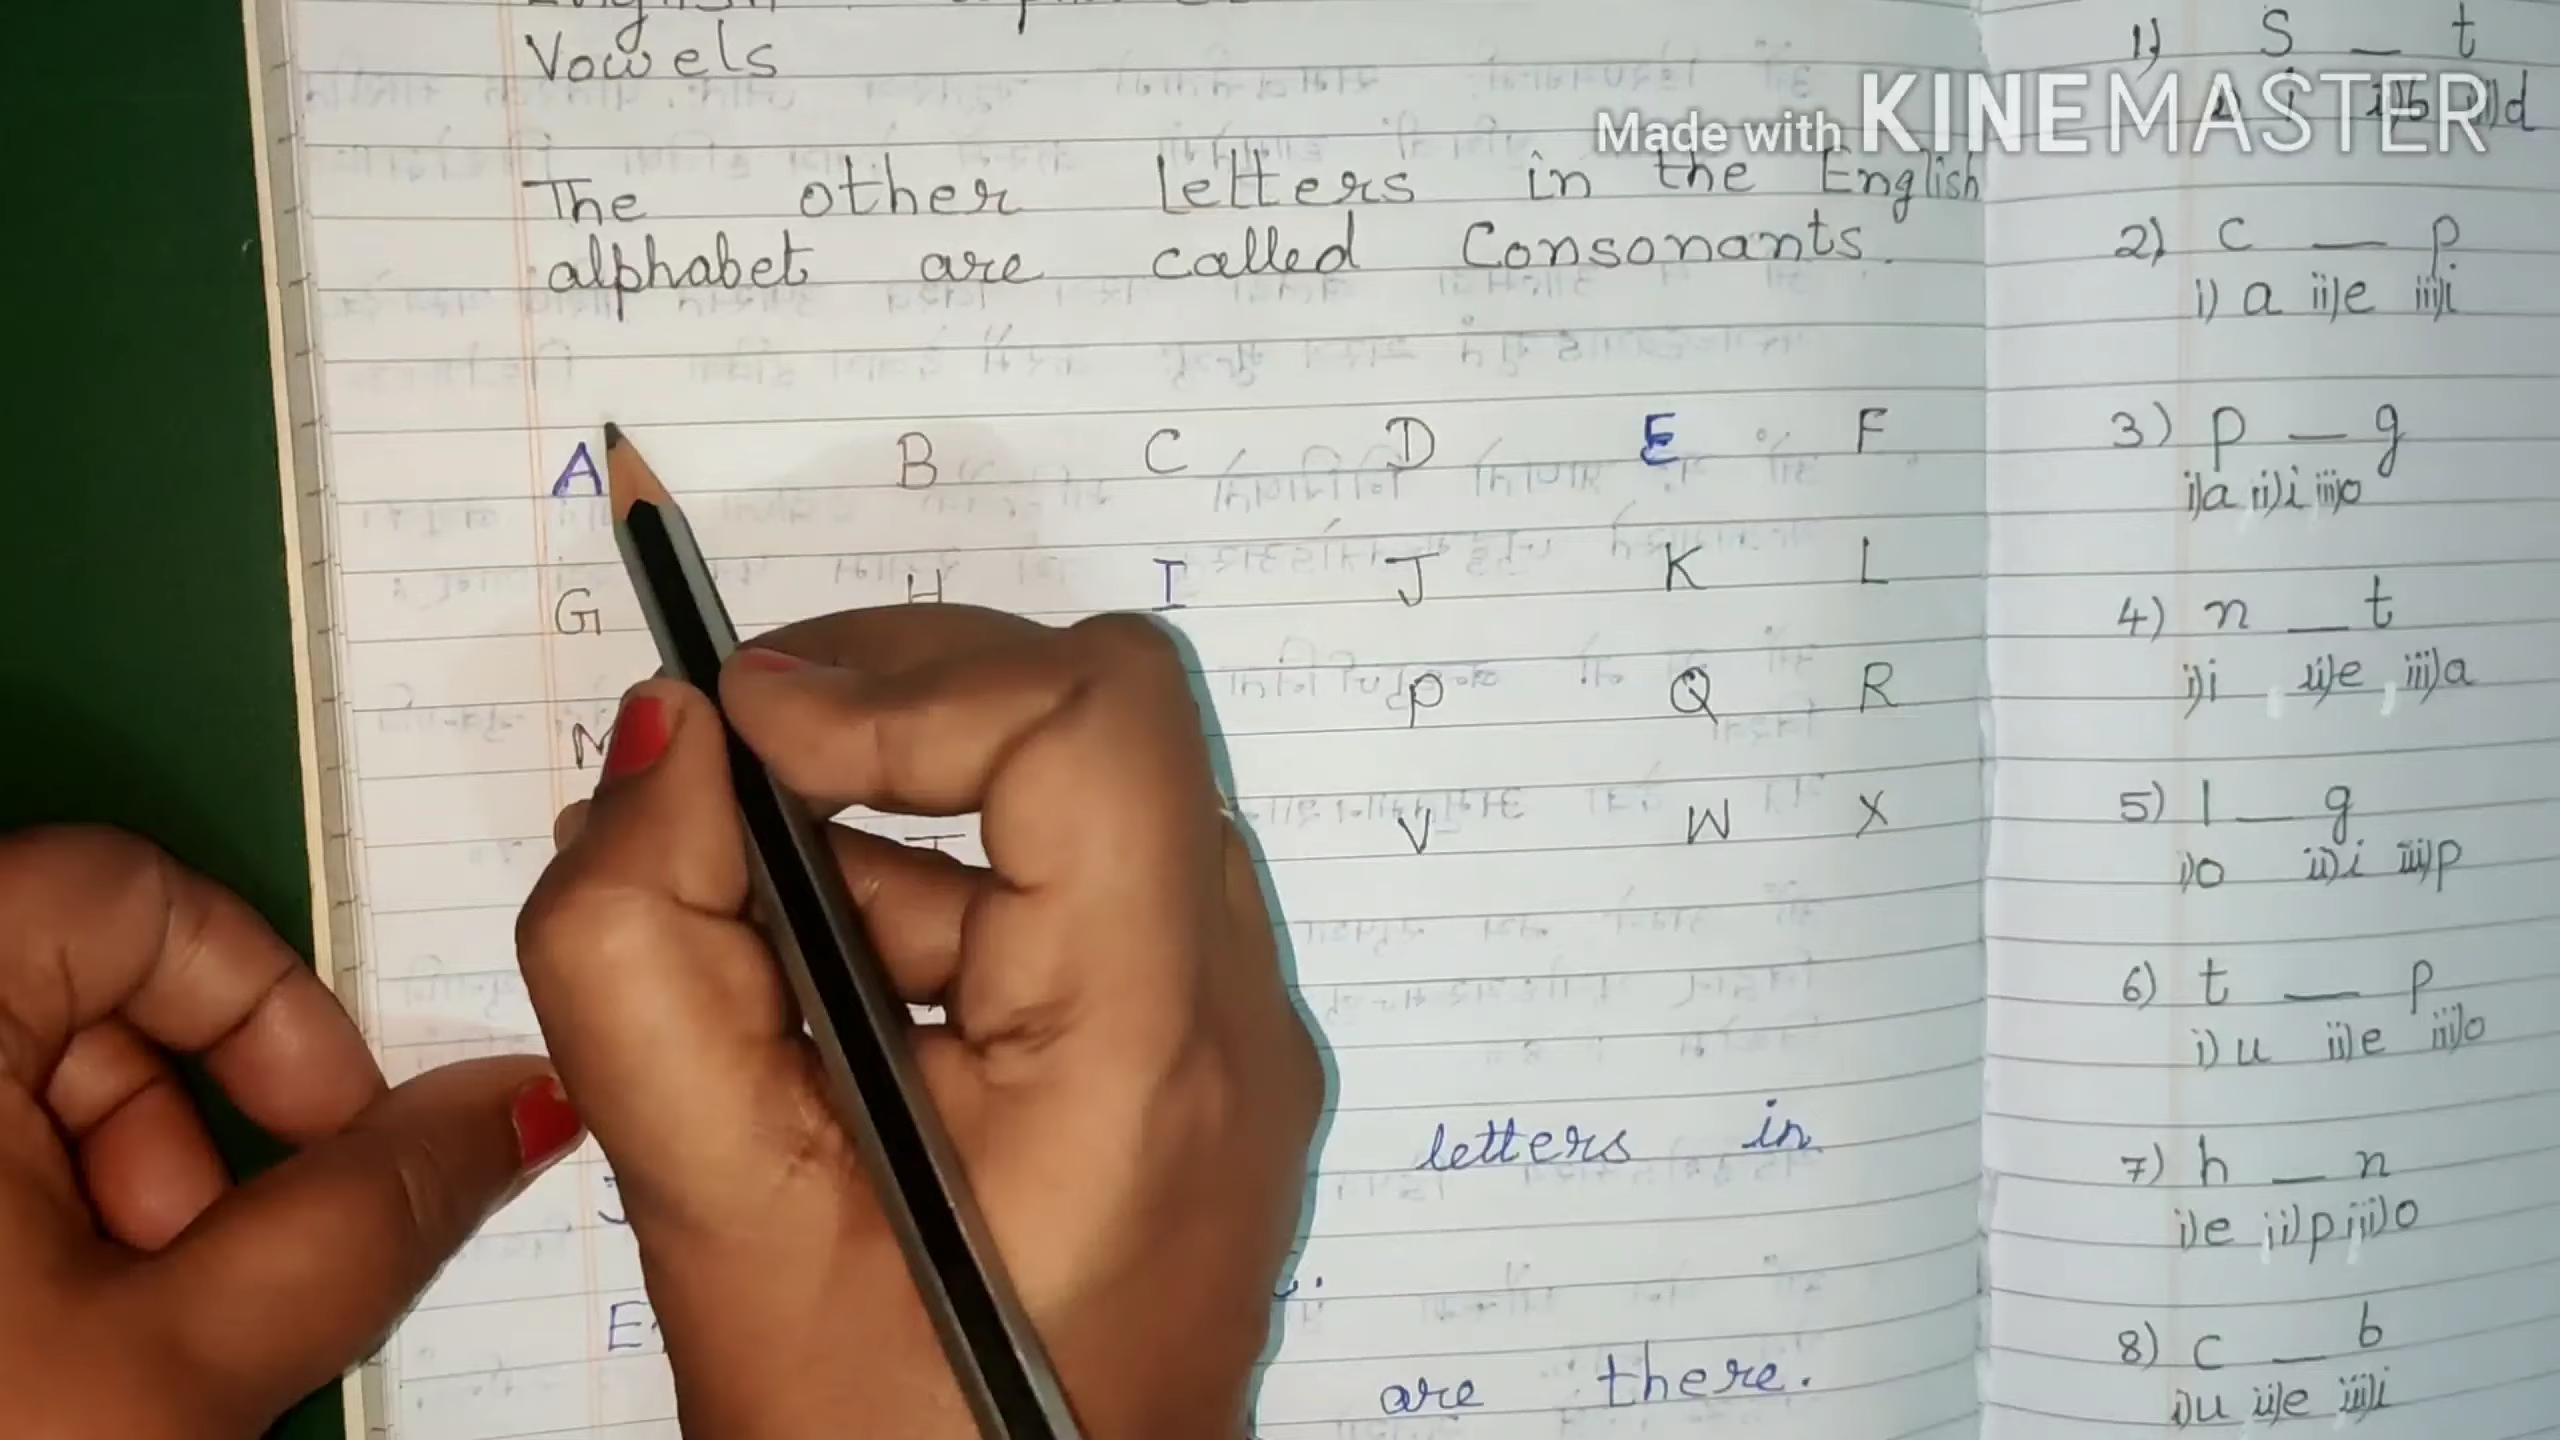 Vowels
The other letters in the English
alphabet are called Consonants.
A B C D E F
G H I J K L
M P Q R
T V W X
letters in
are there.
1) S _ t
i) i ii) b iii) d
2) c _ p
i) a ii) e iii) i
3) p _ g
i) a ii) i iii) o
4) n _ t
i) i , ii) e , iii) a
5) l _ g
i) o ii) i iii) p
6) t _ p
i) u ii) e iii) o
7) h _ n
i) e ii) p iii) o
8) c _ b
i) u ii) e iii) i
Made with KINEMASTER